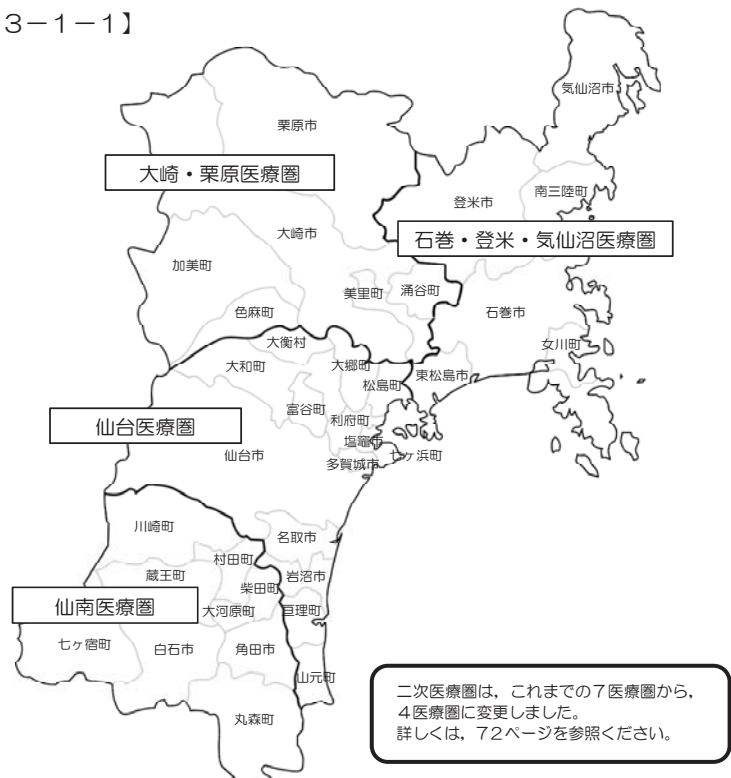 3－1－1】
気仙沼市
栗原市
大崎・栗原医療圏
登米市
南三陸町
大崎市
石巻・登米・気仙沼医療圏
加美町
美里町
涌谷町
色麻町
石巻市
女川町
大衡村
大和町
大郷町
東松島市
松島町
富谷町
利府町
仙台医療圏
塩竈市
仙台市
七ヶ浜町
多賀城市
川崎町
名取市
村田町
蔵王町
岩沼市
柴田町
仙南医療圏
大河原町
亘理町
七ヶ宿町
白石市
角田市
山元町
丸森町
二次医療圏は，これまでの７医療圏から，
４医療圏に変更しました。
詳しくは，７２ページを参照ください。